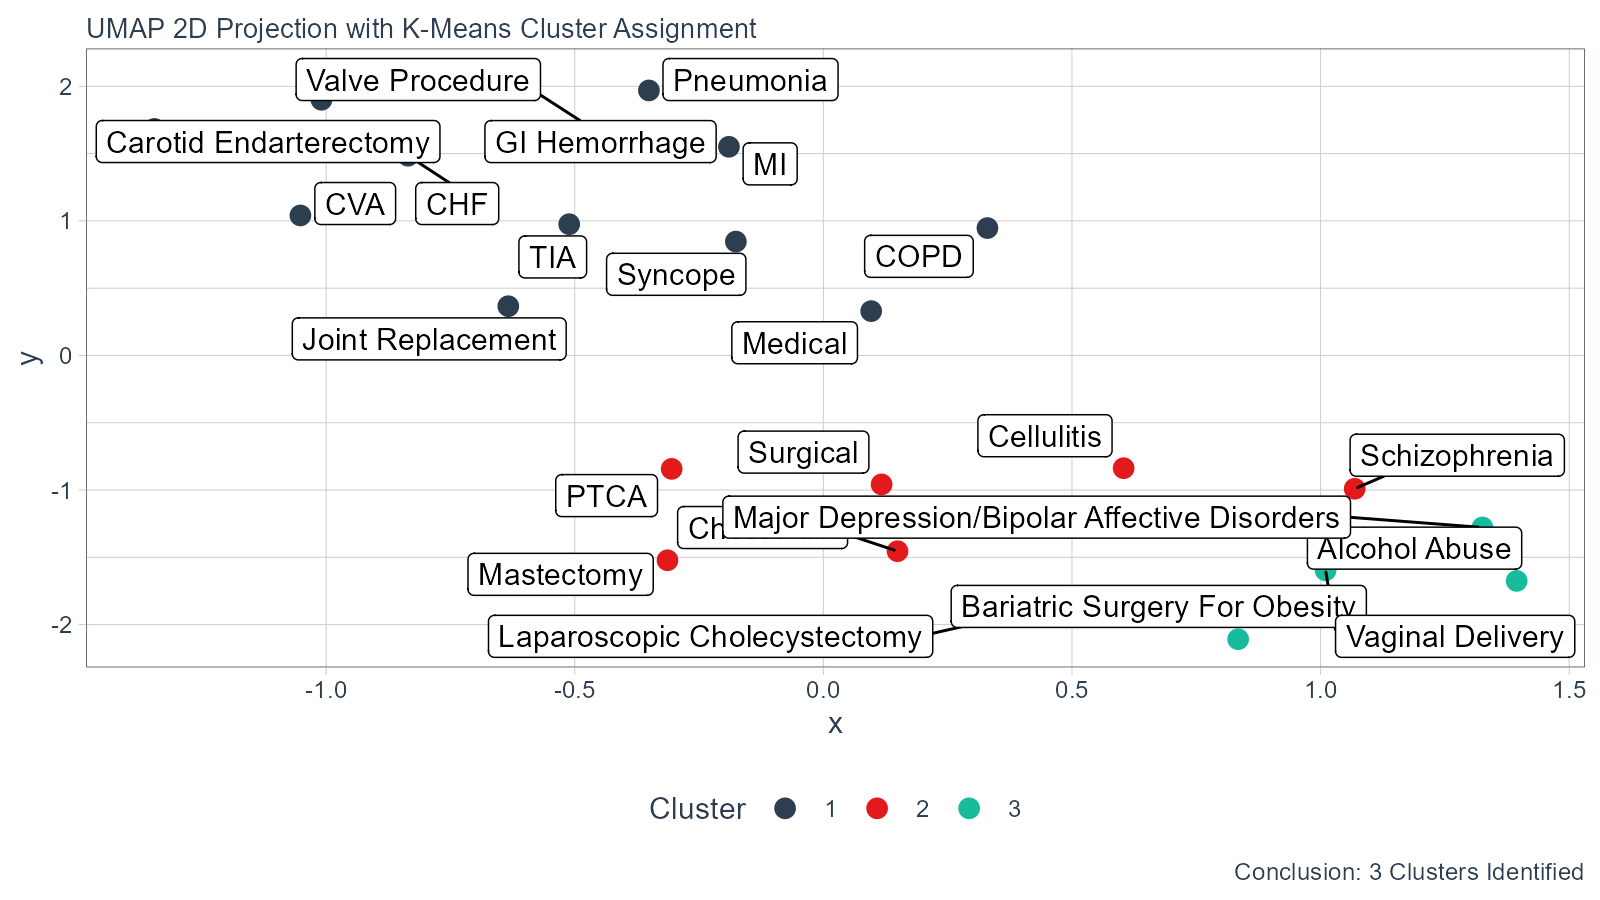 UMAP 2D Projection with K-Means Cluster Assignment
2
1
0
-1
-2
y
Valve Procedure
Pneumonia
Carotid Endarterectomy
GI Hemorrhage
MI
CVA
CHF
TIA
Syncope
COPD
Joint Replacement
Medical
Surgical
Cellulitis
Schizophrenia
PTCA
Major Depression/Bipolar Affective Disorders
Alcohol Abuse
Mastectomy
Bariatric Surgery For Obesity
Laparoscopic Cholecystectomy
Vaginal Delivery
-1.0
-0.5
0.0
0.5
1.0
1.5
x
Cluster 1 2 3
Conclusion: 3 Clusters Identified